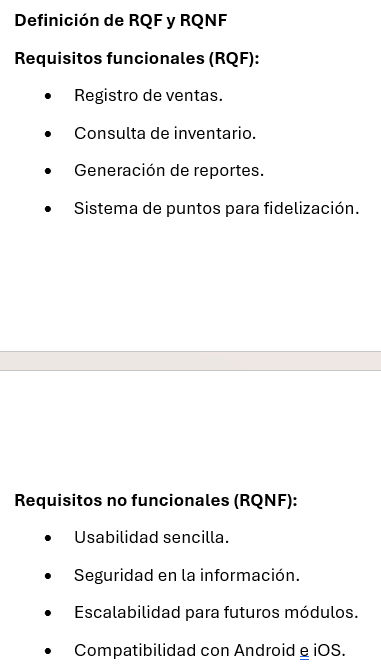 Definición de RQF y RQNF
Requisitos funcionales (RQF):
• Registro de ventas.
• Consulta de inventario.
• Generación de reportes.
• Sistema de puntos para fidelización.
Requisitos no funcionales (RQNF):
• Usabilidad sencilla.
• Seguridad en la información.
• Escalabilidad para futuros módulos.
• Compatibilidad con Android e iOS.